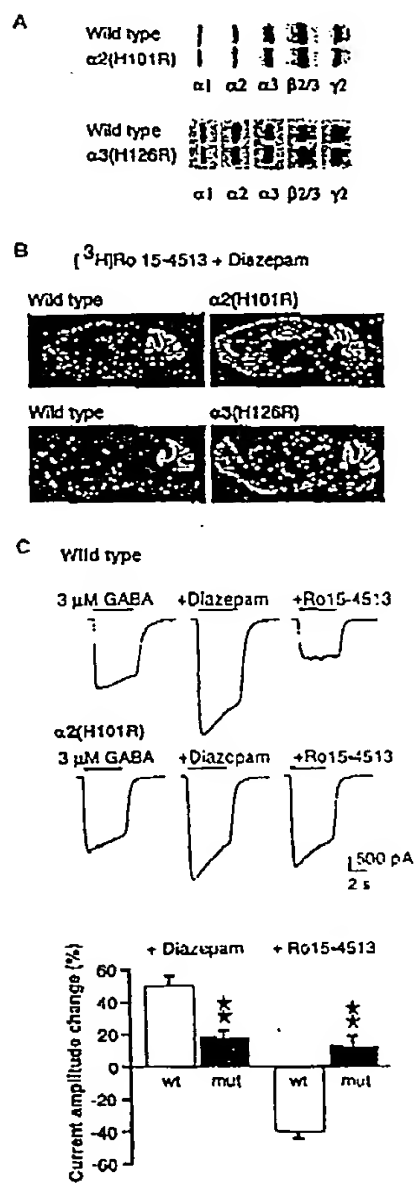 A
Wild type
α2(H101R)
α1 α2 α3 β2/3 γ2
Wild type
α3(H126R)
α1 α2 α3 β2/3 γ2
B
[³H]Ro 15-4513 + Diazepam
Wild type α2(H101R)
Wild type α3(H126R)
C
Wild type
3 μM GABA +Diazepam +Ro15-4513
α2(H101R)
3 μM GABA +Diazepam +Ro15-4513
500 pA
2 s
+ Diazepam + Ro15-4513
Current amplitude change (%)
60
40
20
0
-20
-40
-60
wt mut wt mut